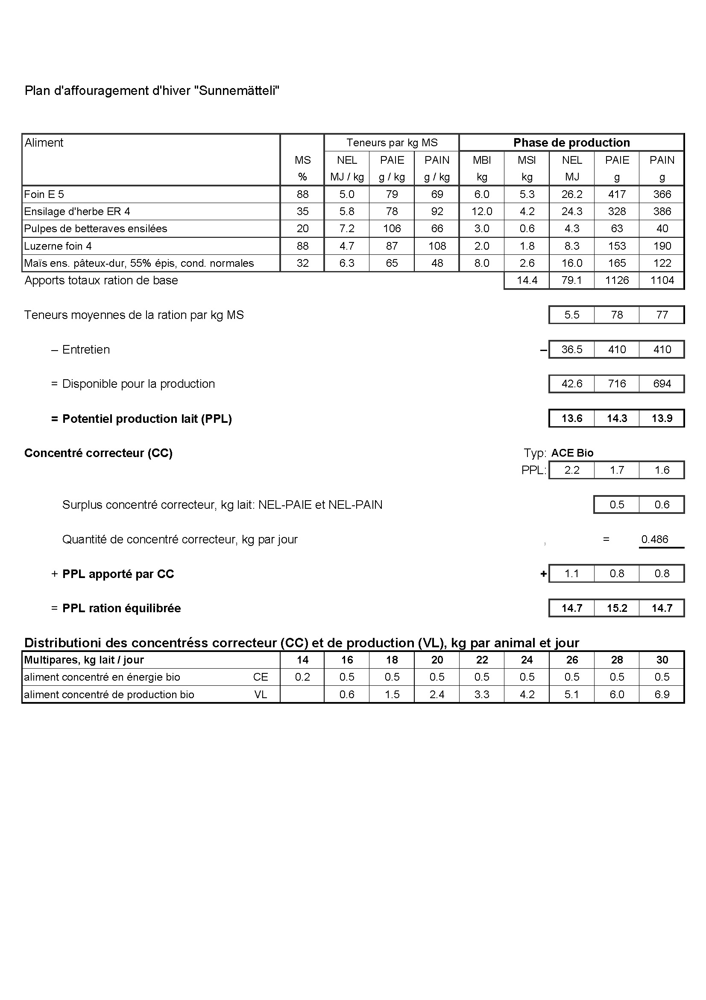 Plan d'affouragement d'hiver "Sunnemätteli"
Aliment Teneurs par kg MS Phase de production
MS NEL PAIE PAIN MBI MSI NEL PAIE PAIN
% MJ / kg g / kg g / kg kg kg MJ g g
Foin E 5 88 5.0 79 69 6.0 5.3 26.2 417 366
Ensilage d'herbe ER 4 35 5.8 78 92 12.0 4.2 24.3 328 386
Pulpes de betteraves ensilées 20 7.2 106 66 3.0 0.6 4.3 63 40
Luzerne foin 4 88 4.7 87 108 2.0 1.8 8.3 153 190
Maïs ens. pâteux-dur, 55% épis, cond. normales 32 6.3 65 48 8.0 2.6 16.0 165 122
Apports totaux ration de base 14.4 79.1 1126 1104
Teneurs moyennes de la ration par kg MS 5.5 78 77
– Entretien – 36.5 410 410
= Disponible pour la production 42.6 716 694
= Potentiel production lait (PPL) 13.6 14.3 13.9
Concentré correcteur (CC) Typ: ACE Bio
PPL: 2.2 1.7 1.6
Surplus concentré correcteur, kg lait: NEL-PAIE et NEL-PAIN 0.5 0.6
Quantité de concentré correcteur, kg par jour , = 0.486
+ PPL apporté par CC + 1.1 0.8 0.8
= PPL ration équilibrée 14.7 15.2 14.7
Distributioni des concentréss correcteur (CC) et de production (VL), kg par animal et jour
Multipares, kg lait / jour 14 16 18 20 22 24 26 28 30
aliment concentré en énergie bio CE 0.2 0.5 0.5 0.5 0.5 0.5 0.5 0.5 0.5
aliment concentré de production bio VL 0.6 1.5 2.4 3.3 4.2 5.1 6.0 6.9